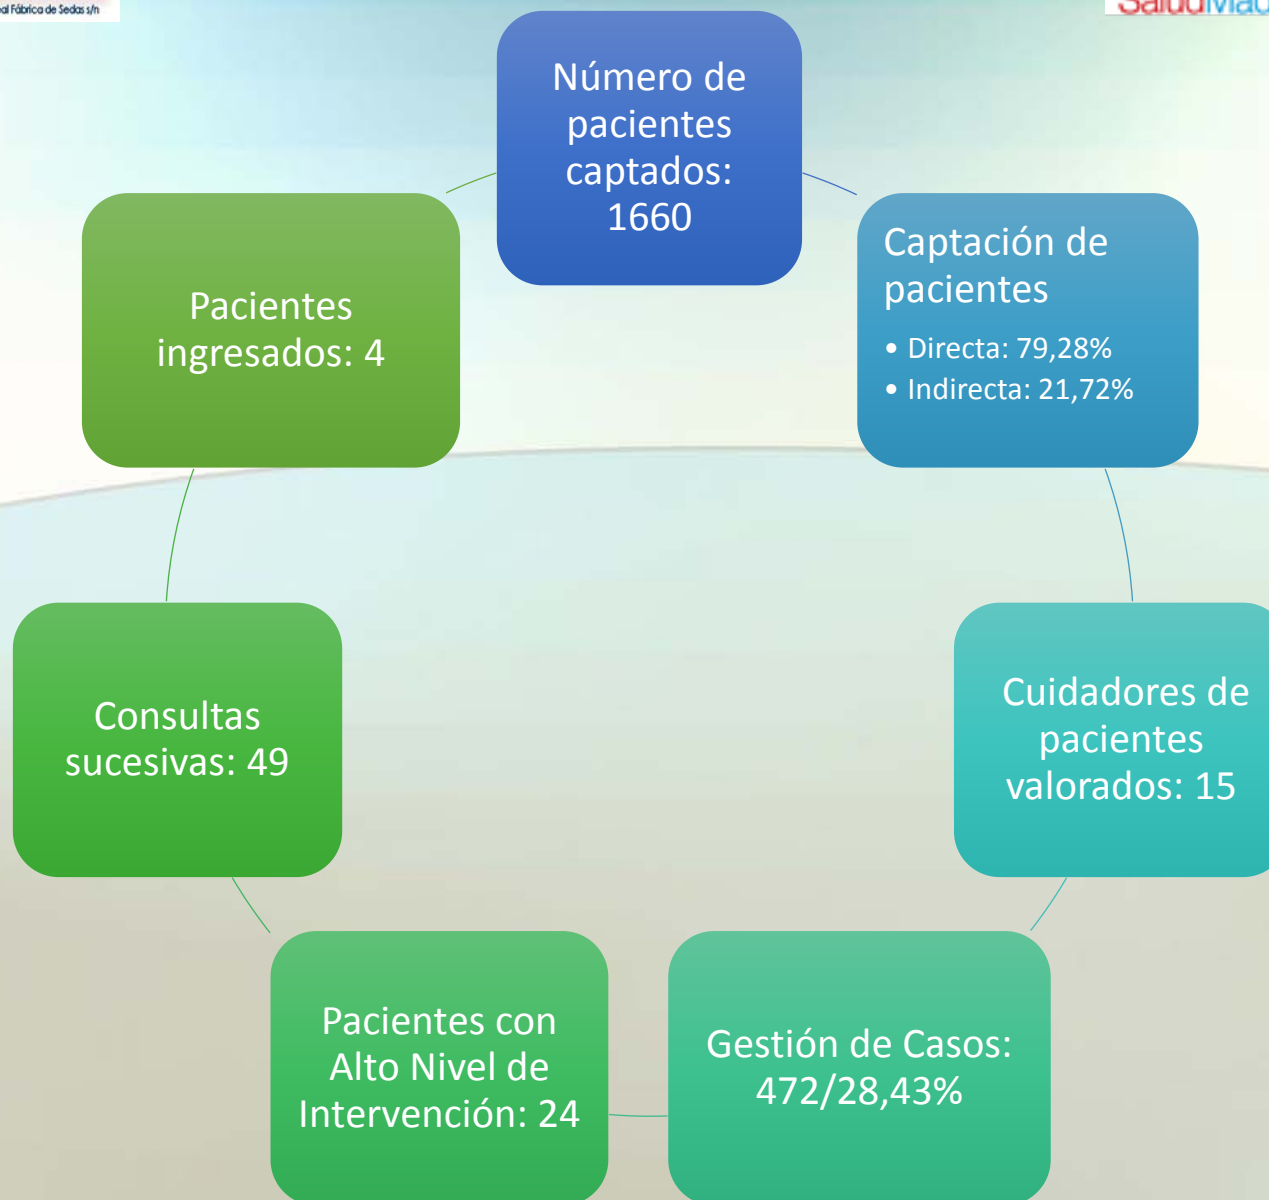 eal Fábrica de Sedas s/n
Número de
pacientes
captados:
1660
Captación de
pacientes
• Directa: 79,28%
• Indirecta: 21,72%
Cuidadores de
pacientes
valorados: 15
Gestión de Casos:
472/28,43%
Pacientes con
Alto Nivel de
Intervención: 24
Consultas
sucesivas: 49
Pacientes
ingresados: 4